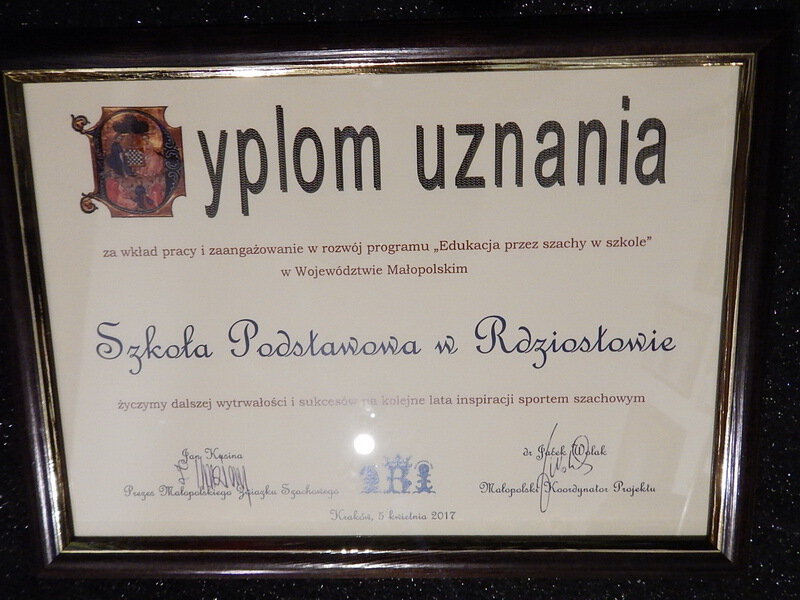 Dyplom uznania
za wkład pracy i zaangażowanie w rozwój programu „Edukacja przez szachy w szkole”
w Województwie Małopolskim
Szkoła Podstawowa w Rdziostowie
życzymy dalszej wytrwałości i sukcesów na kolejne lata inspiracji sportem szachowym
Jan Kusina
Prezes Małopolskiego Związku Szachowego
dr Jacek Wolak
Małopolski Koordynator Projektu
Kraków, 5 kwietnia 2017